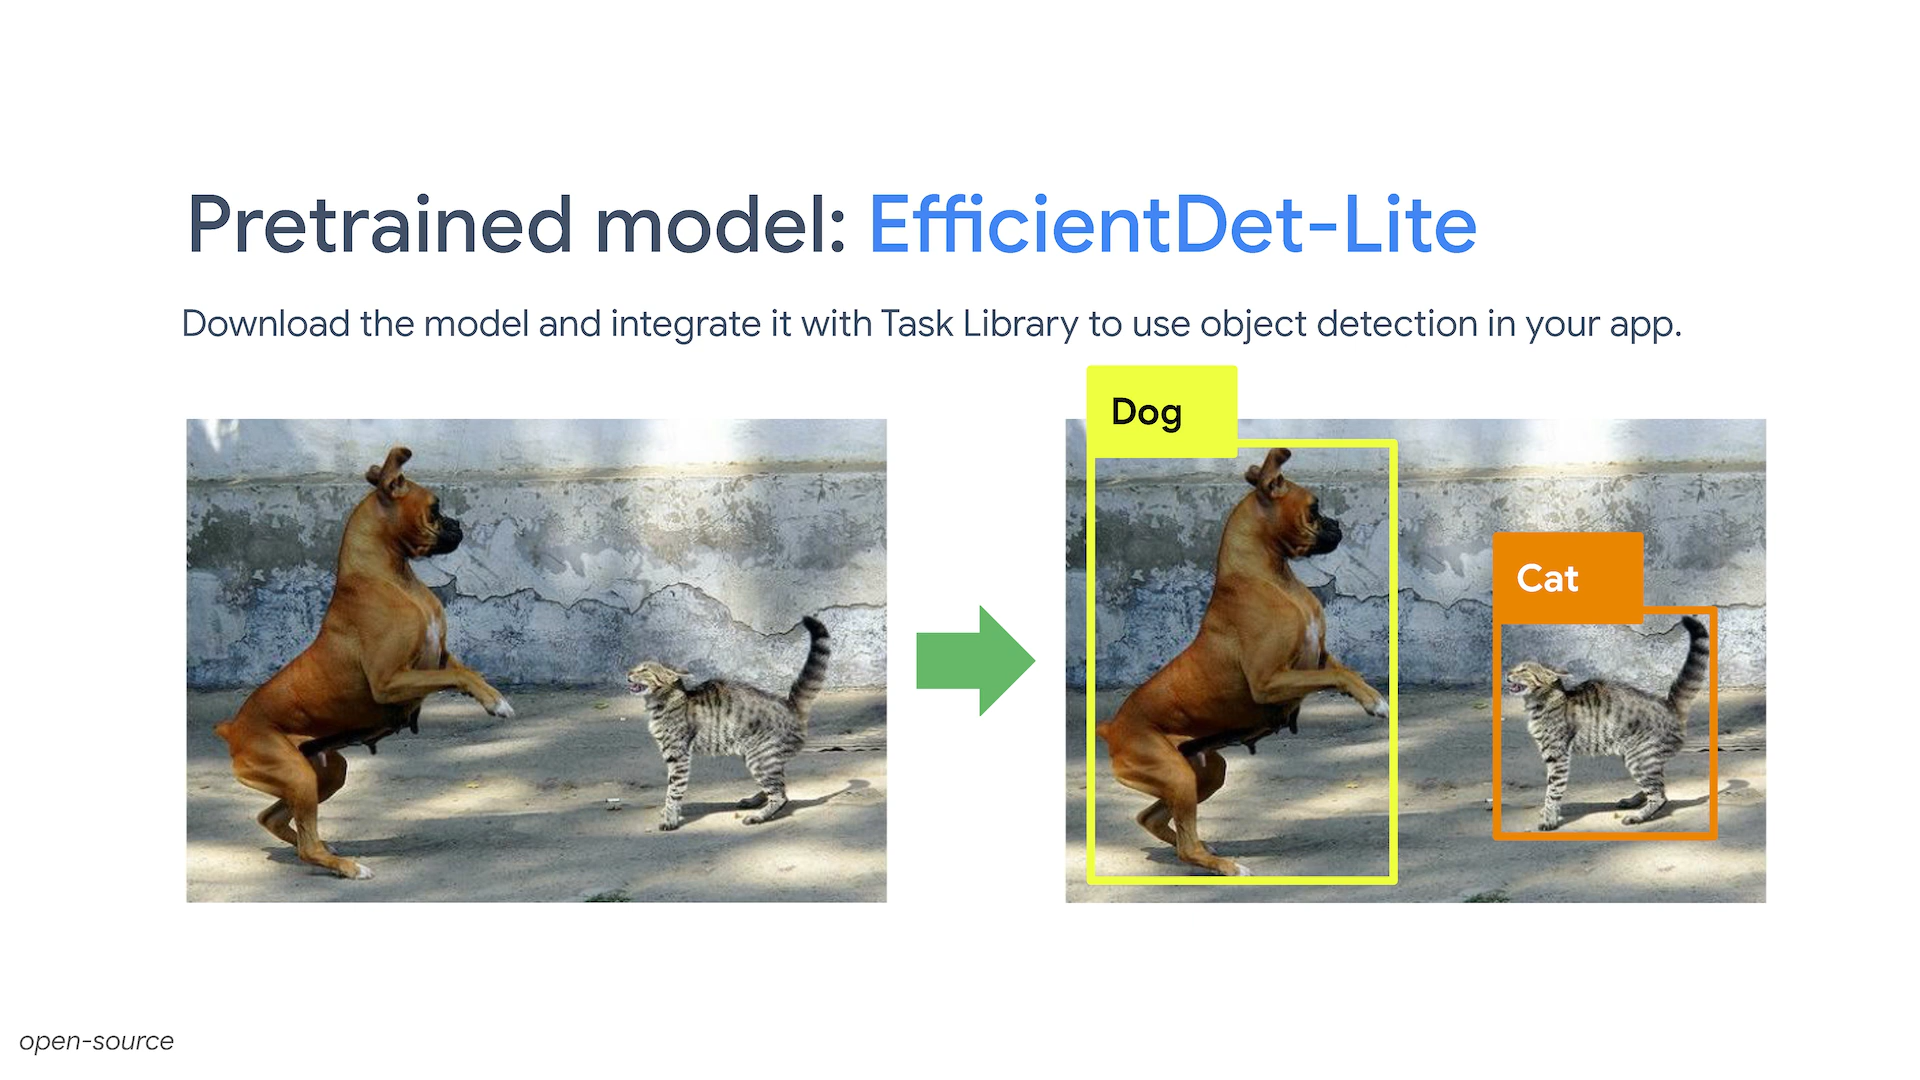 Pretrained model: EfficientDet-Lite
Download the model and integrate it with Task Library to use object detection in your app.
Dog
Cat
open-source